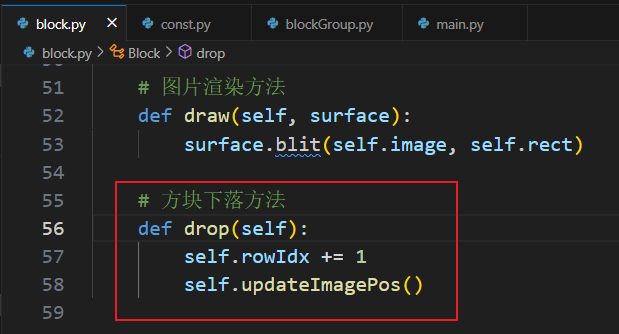 block.py × const.py blockGroup.py main.py
block.py > Block > drop
51 # 图片渲染方法
52 def draw(self, surface):
53 surface.blit(self.image, self.rect)
54
55 # 方块下落方法
56 def drop(self):
57 self.rowIdx += 1
58 self.updateImagePos()
59